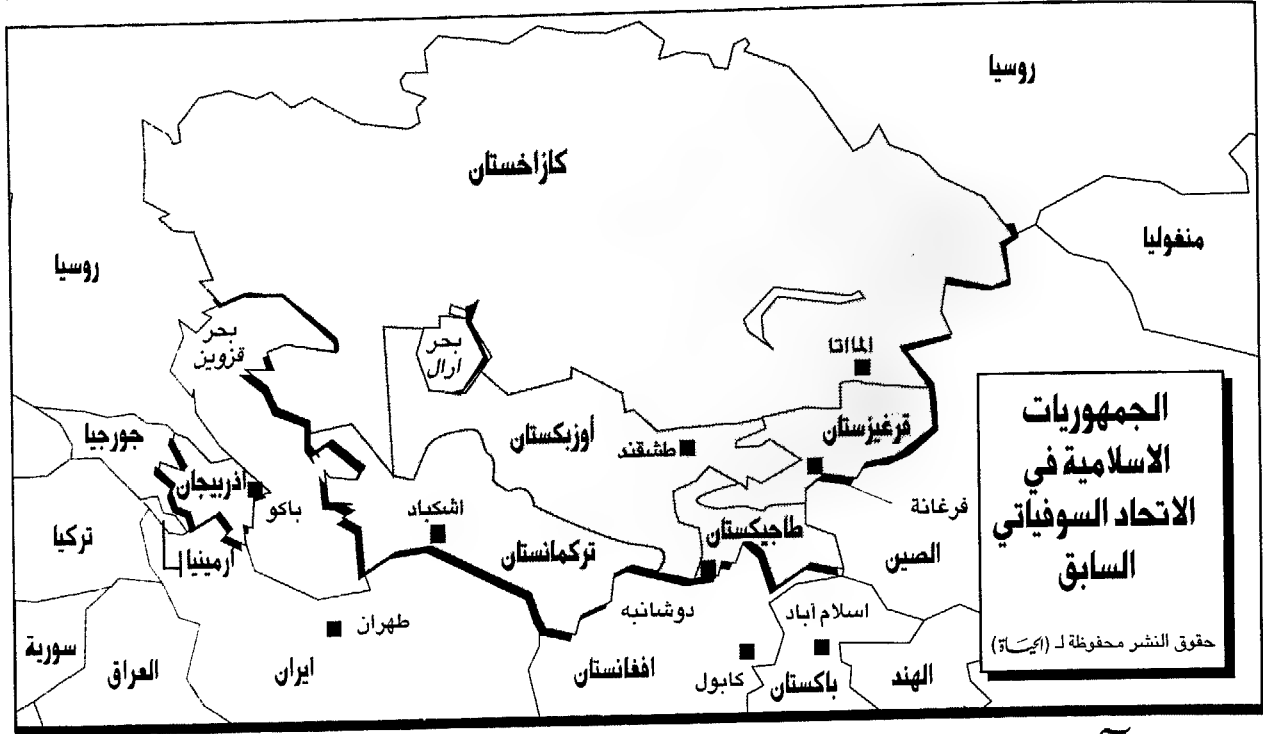 روسيا
كازاخستان
منغوليا
روسيا
بحر
قزوين
بحر
آرال
الماآتا
الجمهوريات
الاسلامية في
الاتحاد السوفياتي
السابق
حقوق النشر محفوظة لـ (الحياة)
جورجيا
أوزبكستان
طشقند
قرغيزستان
أذربيجان
باكو
اشكباد
فرغانة
تركيا
أرمينيا
تركمانستان
طاجيكستان
الصين
دوشانبه
اسلام آباد
طهران
سورية
العراق
ايران
افغانستان
كابول
باكستان
الهند